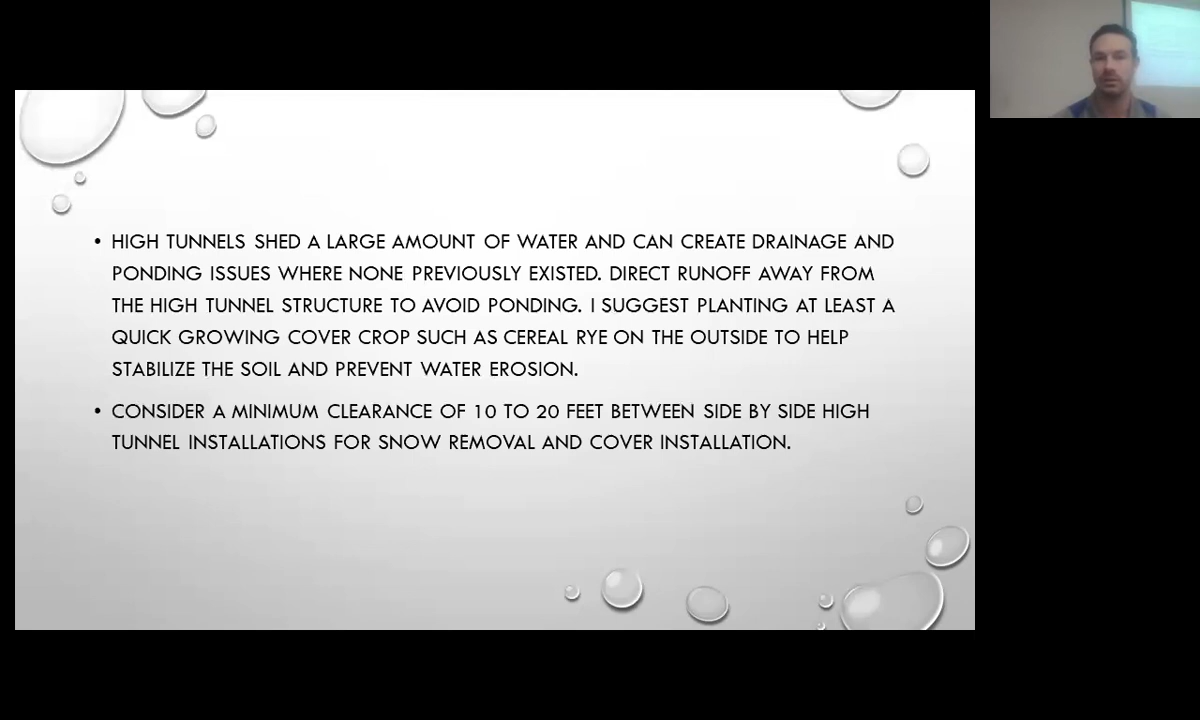 • HIGH TUNNELS SHED A LARGE AMOUNT OF WATER AND CAN CREATE DRAINAGE AND
PONDING ISSUES WHERE NONE PREVIOUSLY EXISTED. DIRECT RUNOFF AWAY FROM
THE HIGH TUNNEL STRUCTURE TO AVOID PONDING. I SUGGEST PLANTING AT LEAST A
QUICK GROWING COVER CROP SUCH AS CEREAL RYE ON THE OUTSIDE TO HELP
STABILIZE THE SOIL AND PREVENT WATER EROSION.
• CONSIDER A MINIMUM CLEARANCE OF 10 TO 20 FEET BETWEEN SIDE BY SIDE HIGH
TUNNEL INSTALLATIONS FOR SNOW REMOVAL AND COVER INSTALLATION.